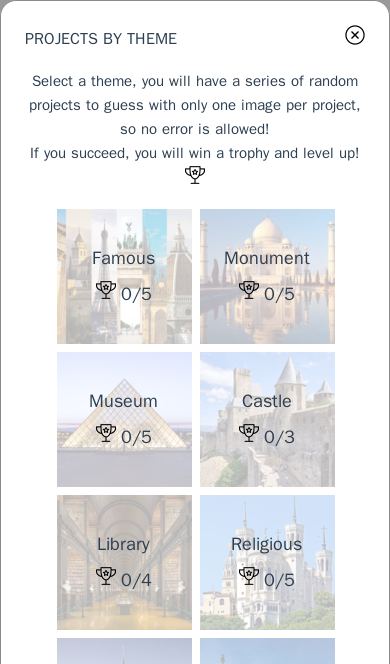 PROJECTS BY THEME
Select a theme, you will have a series of random
projects to guess with only one image per project,
so no error is allowed!
If you succeed, you will win a trophy and level up!
Famous
0/5
Monument
0/5
Museum
0/5
Castle
0/3
Library
0/4
Religious
0/5